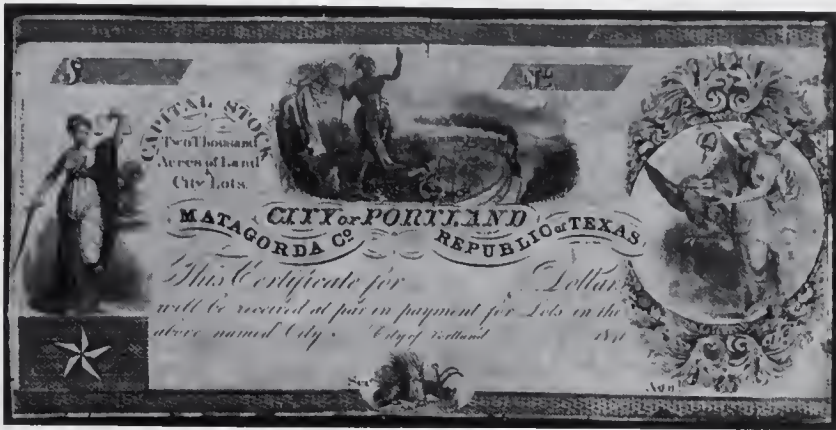 $
CAPITAL STOCK
Two Thousand
Acres of Land
City Lots.
CITY of PORTLAND
MATAGORDA Co. REPUBLIC of TEXAS
This Certificate for Dollars
will be received at par in payment for Lots in the
above named City. City of Portland 184
Sec